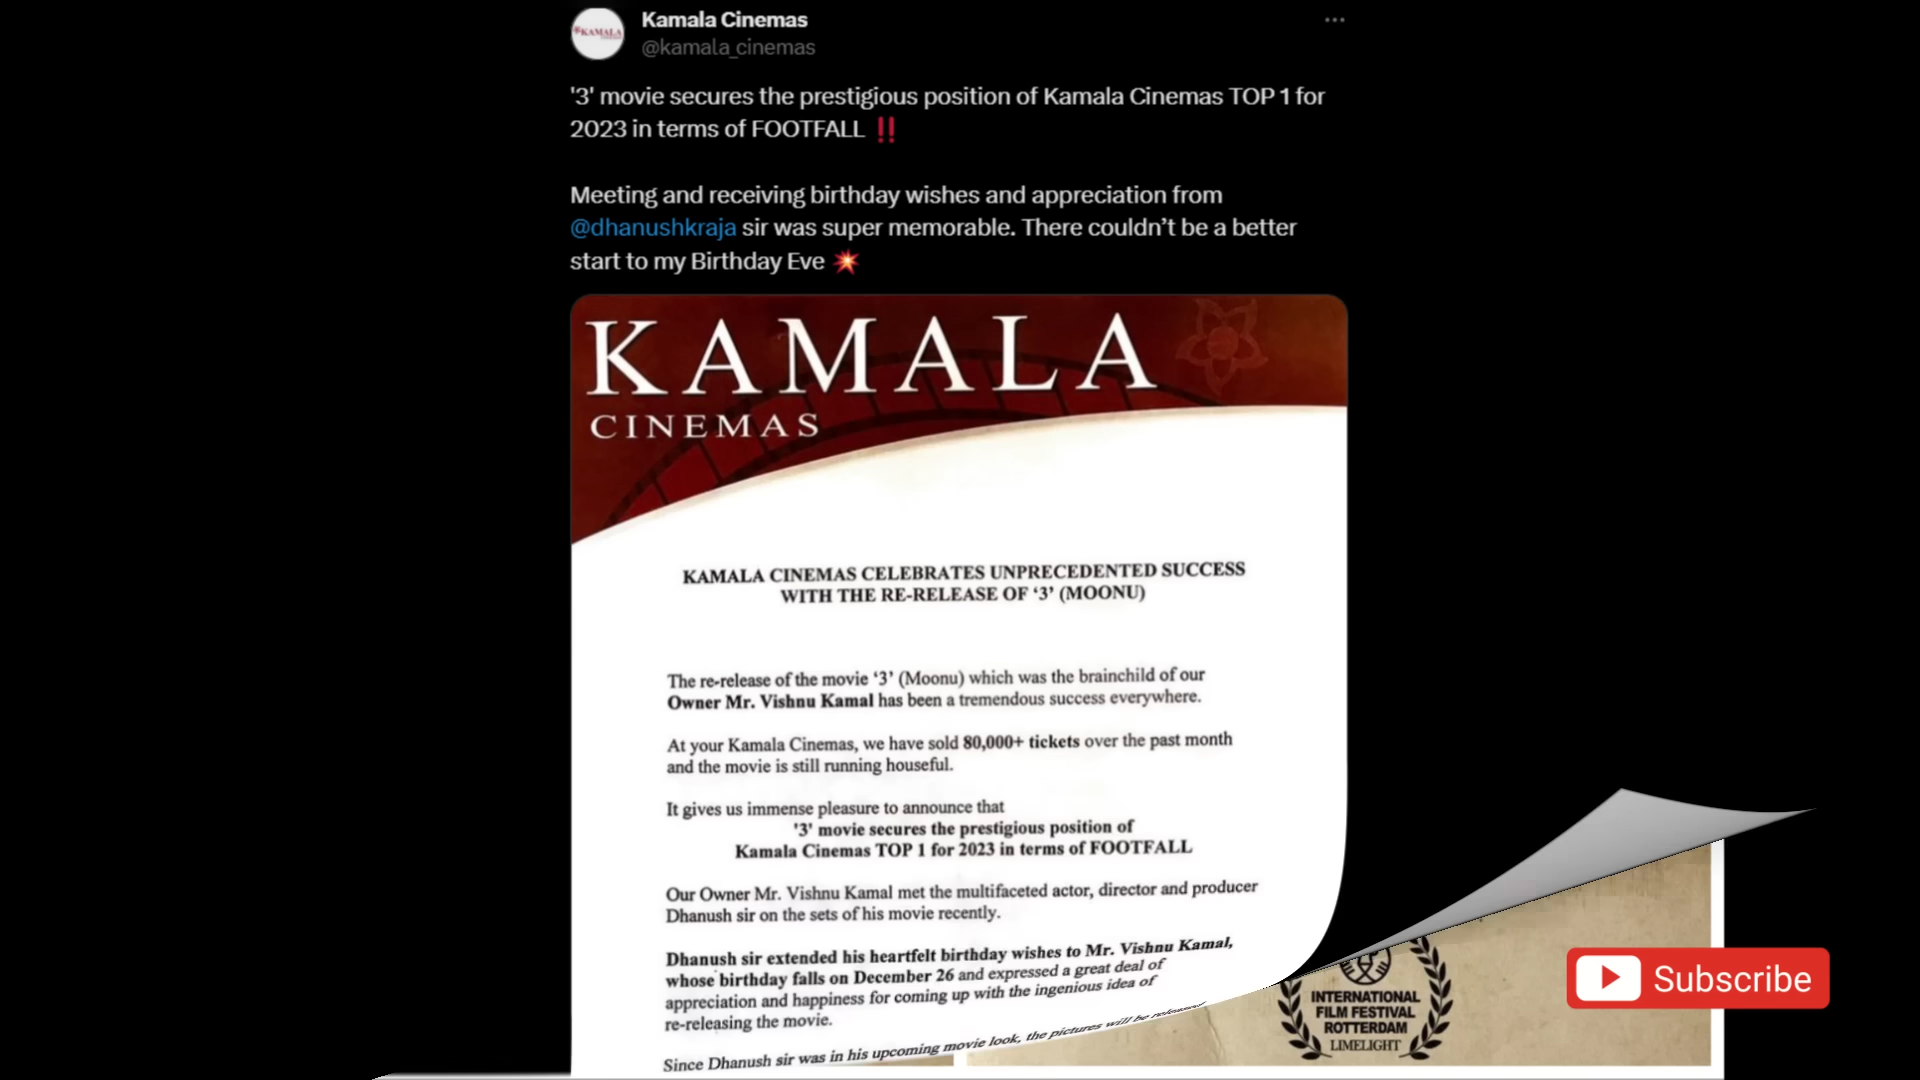 Kamala Cinemas
@kamala_cinemas
'3' movie secures the prestigious position of Kamala Cinemas TOP 1 for
2023 in terms of FOOTFALL ‼️
Meeting and receiving birthday wishes and appreciation from
@dhanushkraja sir was super memorable. There couldn't be a better
start to my Birthday Eve 💥
KAMALA
CINEMAS
KAMALA CINEMAS CELEBRATES UNPRECEDENTED SUCCESS
WITH THE RE-RELEASE OF '3' (MOONU)
The re-release of the movie '3' (Moonu) which was the brainchild of our
Owner Mr. Vishnu Kamal has been a tremendous success everywhere.
At your Kamala Cinemas, we have sold 80,000+ tickets over the past month
and the movie is still running houseful.
It gives us immense pleasure to announce that
'3' movie secures the prestigious position of
Kamala Cinemas TOP 1 for 2023 in terms of FOOTFALL
Our Owner Mr. Vishnu Kamal met the multifaceted actor, director and producer
Dhanush sir on the sets of his movie recently.
Dhanush sir extended his heartfelt birthday wishes to Mr. Vishnu Kamal,
whose birthday falls on December 26 and expressed a great deal of
appreciation and happiness for coming up with the ingenious idea of
re-releasing the movie.
Since Dhanush sir was in his upcoming movie look, the pictures will be
INTERNATIONAL
FILM FESTIVAL
ROTTERDAM
LIMELIGHT
Subscribe